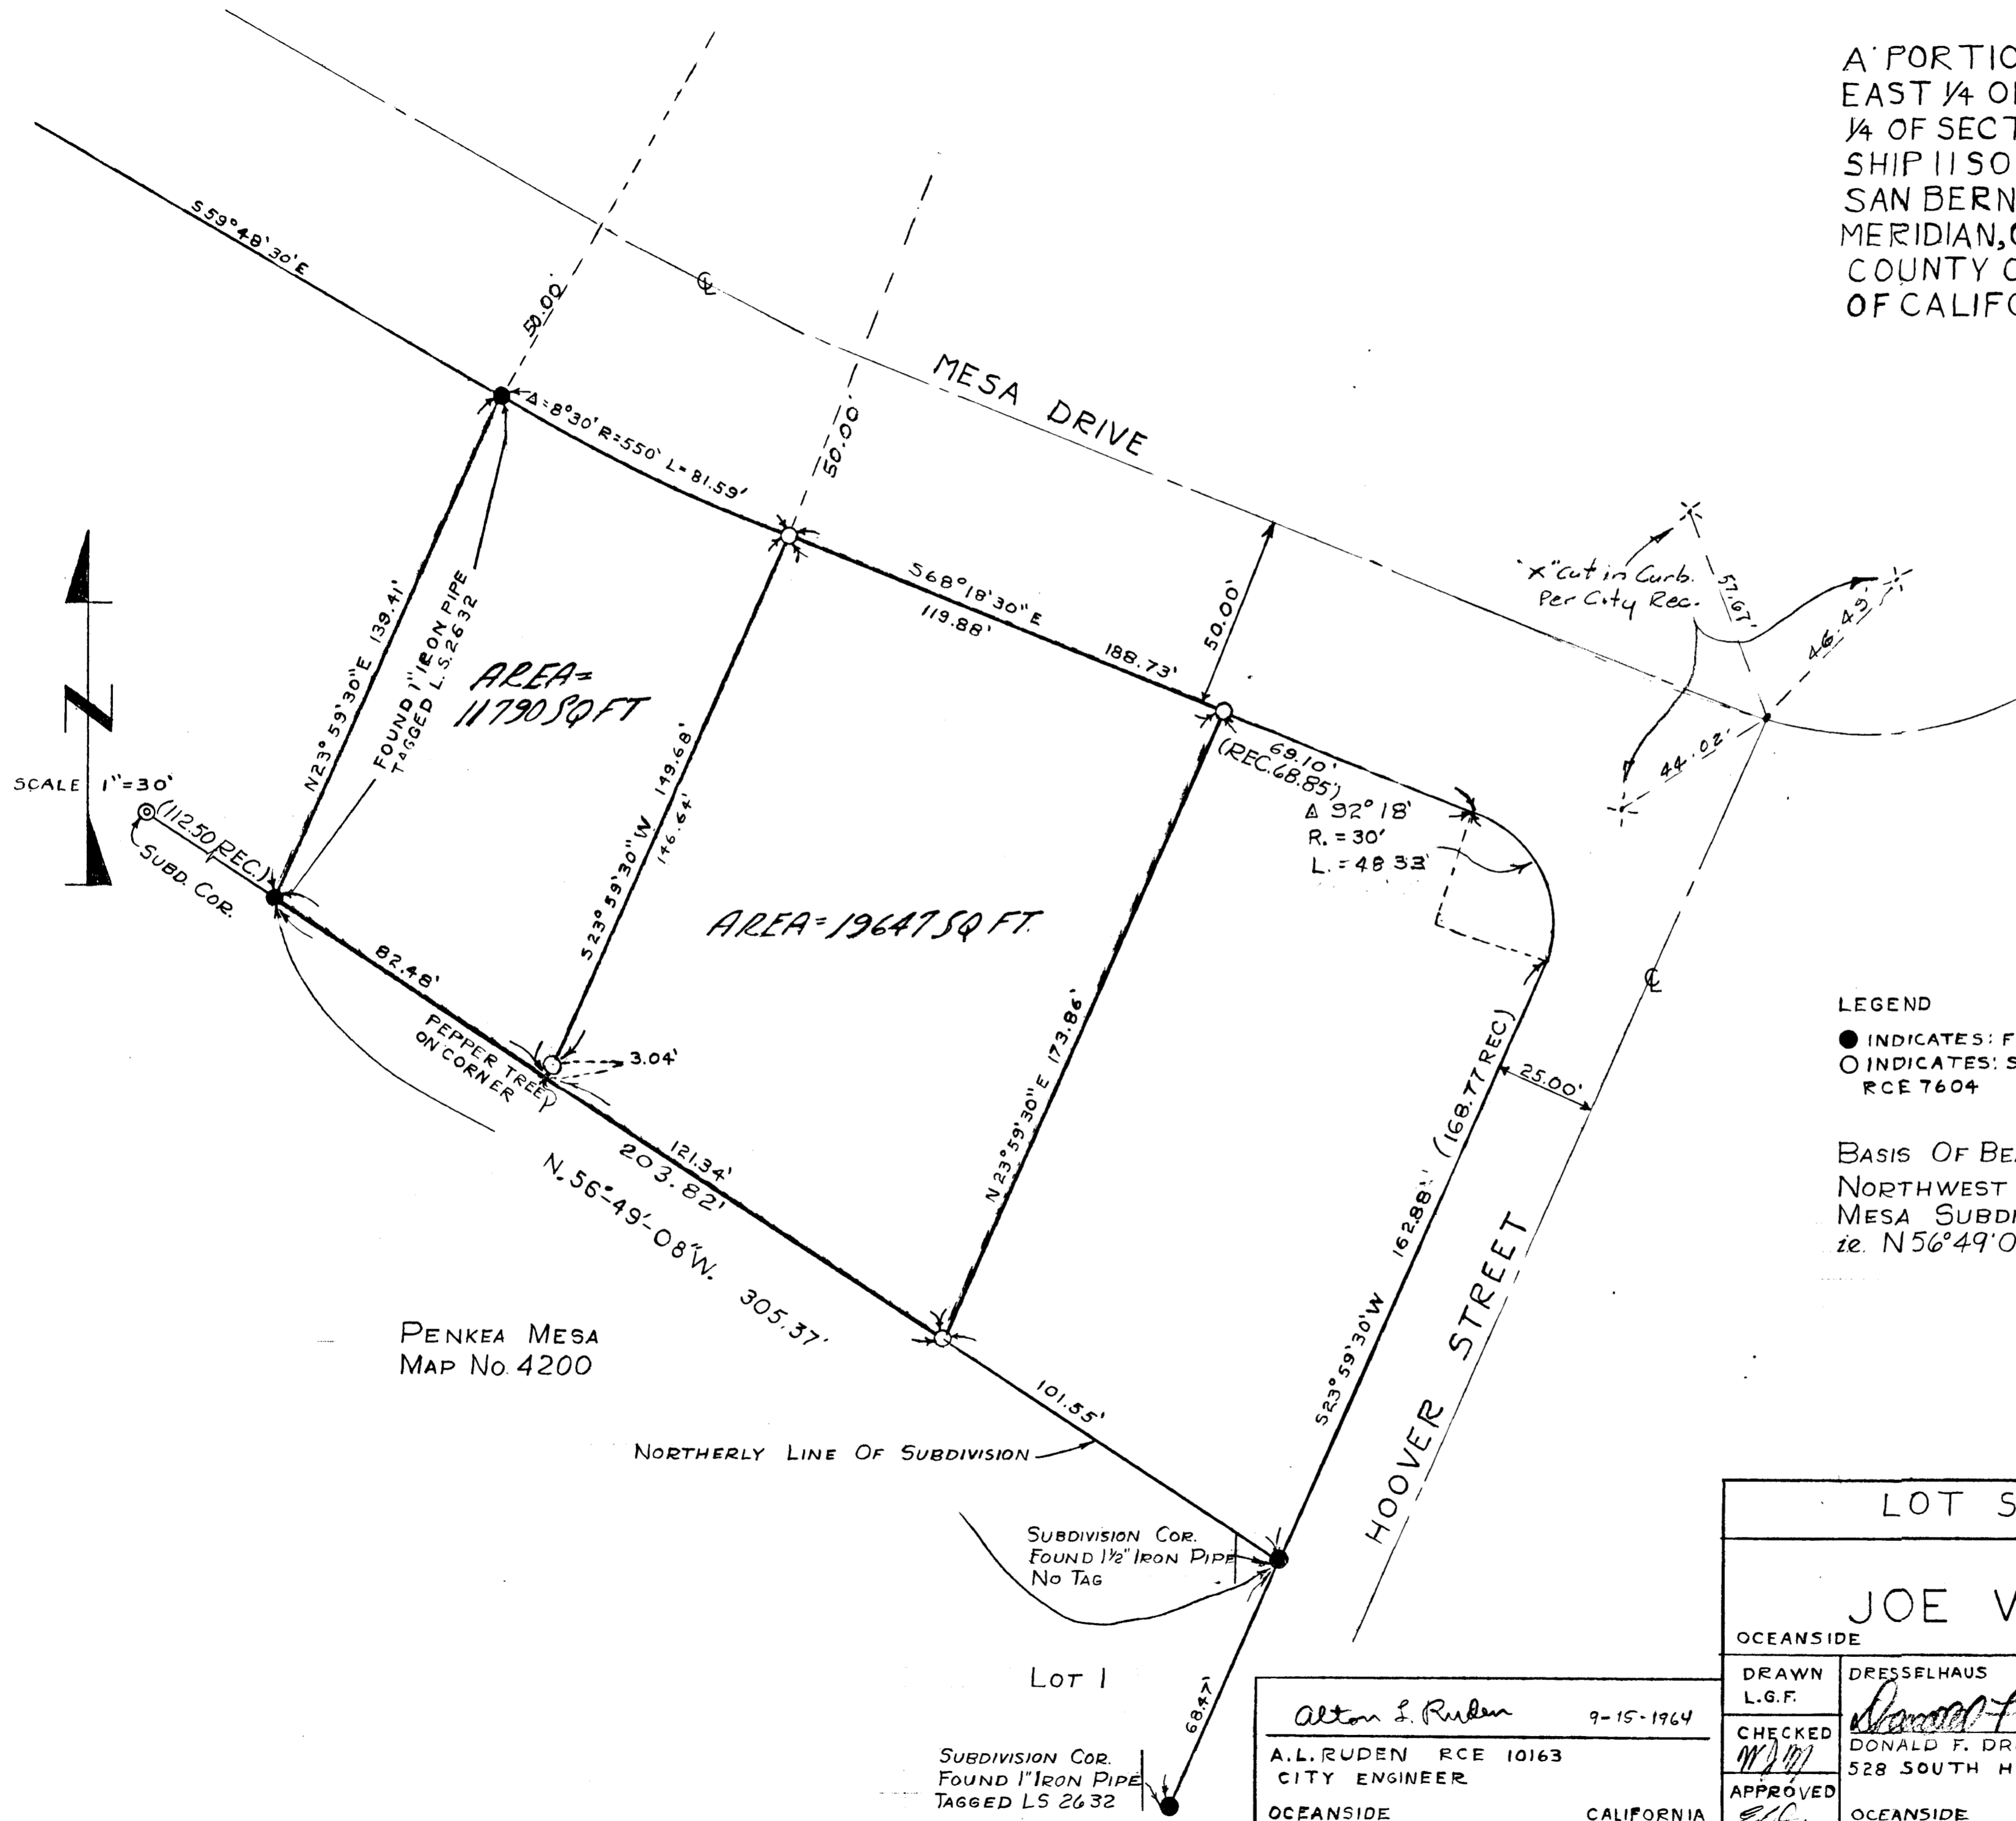 A PORTIO
EAST 1/4 O
1/4 OF SECT
SHIP 11 SO
SAN BERN
MERIDIAN,
COUNTY O
OF CALIFO
S59°48'30"E
50.00'
50.00'
℄
MESA DRIVE
Δ=8°30' R=550' L=81.59'
S68°18'30"E
119.88'
188.73'
50.00'
"X" cut in Curb.
Per City Rec.
57.67'
46.49'
44.02'
69.10'
(REC. 68.85')
Δ 92°18'
R. = 30'
L. = 48 33'
N23°59'30"E 139.41'
FOUND 1" IRON PIPE
TAGGED L.S. 2632
AREA=
11790 SQ FT
S23°59'30"W 149.68'
146.64'
AREA=19647 SQ FT.
N
SCALE 1"=30'
(112.50 REC.)
SUBD. COR.
82.48'
PEPPER TREE
ON CORNER
3.04'
121.34'
203.82'
N. 56°-49'-08"W. 305.37'
N23°59'30"E 173.86'
S23°59'30"W 162.88' (168.77 REC)
25.00'
℄
HOOVER STREET
LEGEND
INDICATES: F
INDICATES: S
RCE 7604
BASIS OF BE
NORTHWEST
MESA SUBDI
ie. N56°49'0
PENKEA MESA
MAP NO. 4200
101.55'
NORTHERLY LINE OF SUBDIVISION
SUBDIVISION COR.
FOUND 1½" IRON PIPE
NO TAG
LOT 1
68.47'
SUBDIVISION COR.
FOUND 1" IRON PIPE
TAGGED LS 2632
Alton L. Ruden 9-15-1964
A.L. RUDEN RCE 10163
CITY ENGINEER
OCEANSIDE CALIFORNIA
LOT S
JOE V
OCEANSIDE
DRAWN
L.G.F.
CHECKED
WJM
APPROVED
DRESSELHAUS
DONALD F. DR
528 SOUTH H
OCEANSIDE